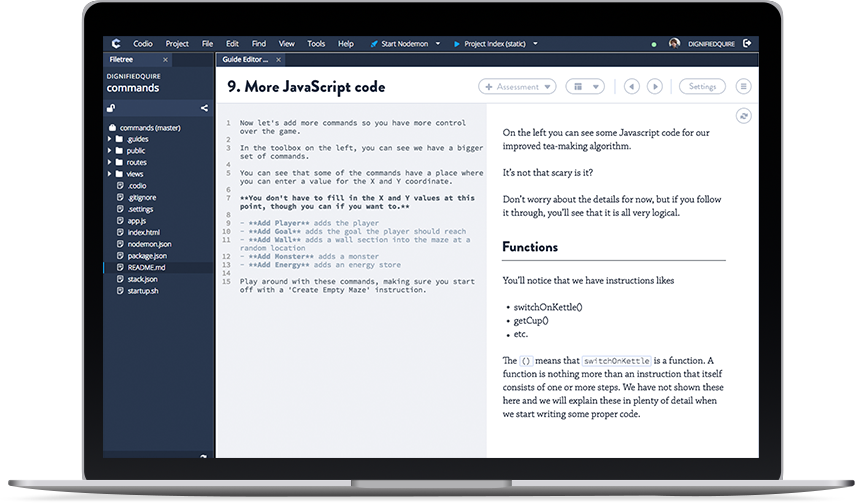 Codio Project File Edit Find View Tools Help Start Nodemon Project Index (static) DIGNIFIEDQUIRE
Filetree
Guide Editor ...
DIGNIFIEDQUIRE
commands
commands (master)
.guides
public
routes
views
.codio
.gitignore
.settings
app.js
index.html
nodemon.json
package.json
README.md
stack.json
startup.sh
9. More JavaScript code
Assessment
Settings
1 Now let's add more commands so you have more control
over the game.
2
3 In the toolbox on the left, you can see we have a bigger
set of commands.
4
5 You can see that some of the commands have a place where
you can enter a value for the X and Y coordinate.
6
7 **You don't have to fill in the X and Y values at this
point, though you can if you want to.**
8
9 - **Add Player** adds the player
10 - **Add Goal** adds the goal the player should reach
11 - **Add Wall** adds a wall section into the maze at a
random location
12 - **Add Monster** adds a monster
13 - **Add Energy** adds an energy store
14
15 Play around with these commands, making sure you start
off with a 'Create Empty Maze' instruction.
On the left you can see some Javascript code for our
improved tea-making algorithm.
It's not that scary is it?
Don't worry about the details for now, but if you follow
it through, you'll see that it is all very logical.
Functions
You'll notice that we have instructions likes
• switchOnKettle()
• getCup()
• etc.
The () means that switchOnKettle is a function. A
function is nothing more than an instruction that itself
consists of one or more steps. We have not shown these
here and we will explain these in plenty of detail when
we start writing some proper code.